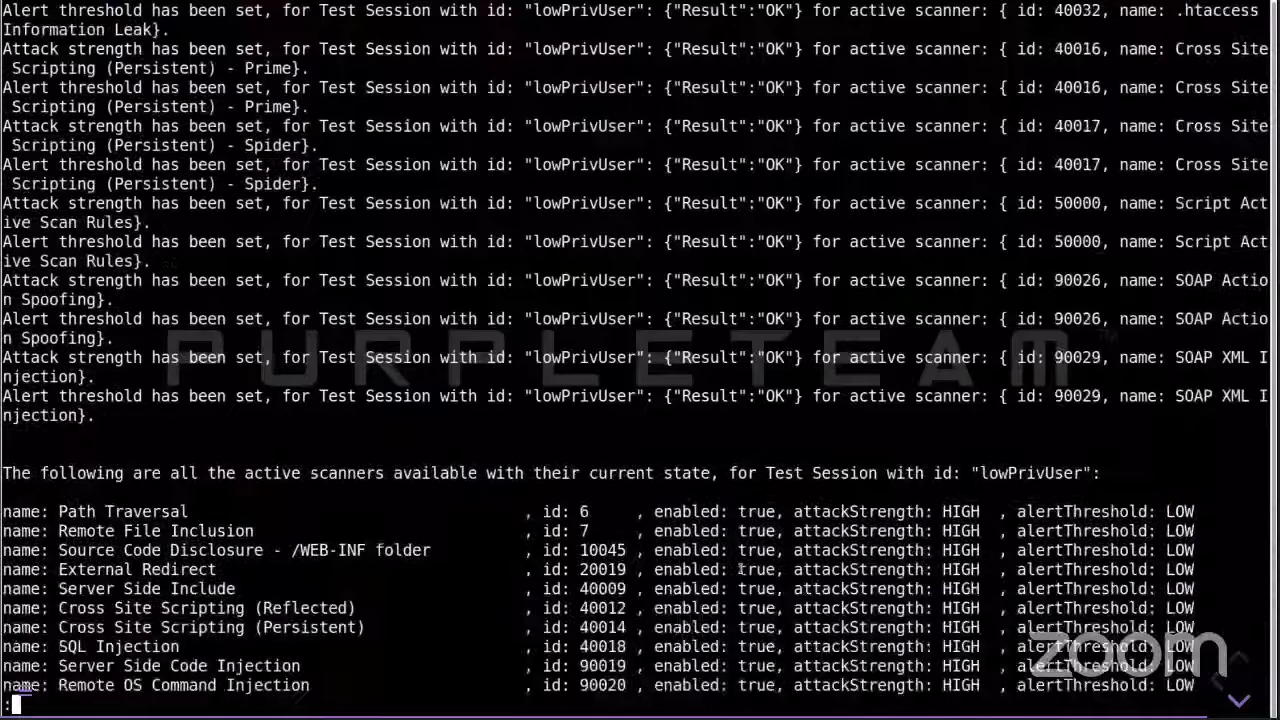 Alert threshold has been set, for Test Session with id: "lowPrivUser": {"Result":"OK"} for active scanner: { id: 40032, name: .htaccess
Information Leak}.
Attack strength has been set, for Test Session with id: "lowPrivUser": {"Result":"OK"} for active scanner: { id: 40016, name: Cross Site
Scripting (Persistent) - Prime}.
Alert threshold has been set, for Test Session with id: "lowPrivUser": {"Result":"OK"} for active scanner: { id: 40016, name: Cross Site
Scripting (Persistent) - Prime}.
Attack strength has been set, for Test Session with id: "lowPrivUser": {"Result":"OK"} for active scanner: { id: 40017, name: Cross Site
Scripting (Persistent) - Spider}.
Alert threshold has been set, for Test Session with id: "lowPrivUser": {"Result":"OK"} for active scanner: { id: 40017, name: Cross Site
Scripting (Persistent) - Spider}.
Attack strength has been set, for Test Session with id: "lowPrivUser": {"Result":"OK"} for active scanner: { id: 50000, name: Script Act
ive Scan Rules}.
Alert threshold has been set, for Test Session with id: "lowPrivUser": {"Result":"OK"} for active scanner: { id: 50000, name: Script Act
ive Scan Rules}.
Attack strength has been set, for Test Session with id: "lowPrivUser": {"Result":"OK"} for active scanner: { id: 90026, name: SOAP Actio
n Spoofing}.
Alert threshold has been set, for Test Session with id: "lowPrivUser": {"Result":"OK"} for active scanner: { id: 90026, name: SOAP Actio
n Spoofing}.
PURPLETEAM™
Attack strength has been set, for Test Session with id: "lowPrivUser": {"Result":"OK"} for active scanner: { id: 90029, name: SOAP XML I
njection}.
Alert threshold has been set, for Test Session with id: "lowPrivUser": {"Result":"OK"} for active scanner: { id: 90029, name: SOAP XML I
njection}.
The following are all the active scanners available with their current state, for Test Session with id: "lowPrivUser":
name: Path Traversal , id: 6 , enabled: true, attackStrength: HIGH , alertThreshold: LOW
name: Remote File Inclusion , id: 7 , enabled: true, attackStrength: HIGH , alertThreshold: LOW
name: Source Code Disclosure - /WEB-INF folder , id: 10045 , enabled: true, attackStrength: HIGH , alertThreshold: LOW
name: External Redirect , id: 20019 , enabled: true, attackStrength: HIGH , alertThreshold: LOW
name: Server Side Include , id: 40009 , enabled: true, attackStrength: HIGH , alertThreshold: LOW
name: Cross Site Scripting (Reflected) , id: 40012 , enabled: true, attackStrength: HIGH , alertThreshold: LOW
name: Cross Site Scripting (Persistent) , id: 40014 , enabled: true, attackStrength: HIGH , alertThreshold: LOW
name: SQL Injection , id: 40018 , enabled: true, attackStrength: HIGH , alertThreshold: LOW
name: Server Side Code Injection , id: 90019 , enabled: true, attackStrength: HIGH , alertThreshold: LOW
name: Remote OS Command Injection , id: 90020 , enabled: true, attackStrength: HIGH , alertThreshold: LOW
zoom
: